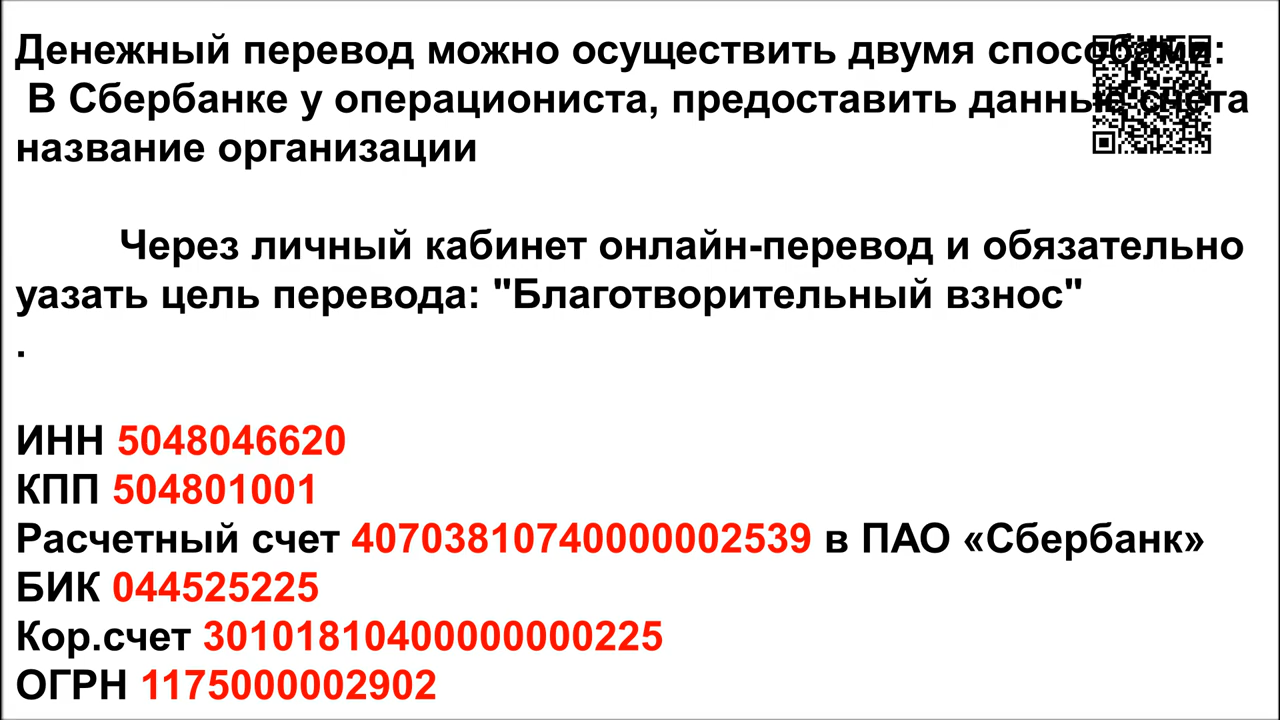 Денежный перевод можно осуществить двумя способами:
В Сбербанке у операциониста, предоставить данные счета
название организации
Через личный кабинет онлайн-перевод и обязательно
уазать цель перевода: "Благотворительный взнос"
.
ИНН 5048046620
КПП 504801001
Расчетный счет 40703810740000002539 в ПАО «Сбербанк»
БИК 044525225
Кор.счет 30101810400000000225
ОГРН 1175000002902